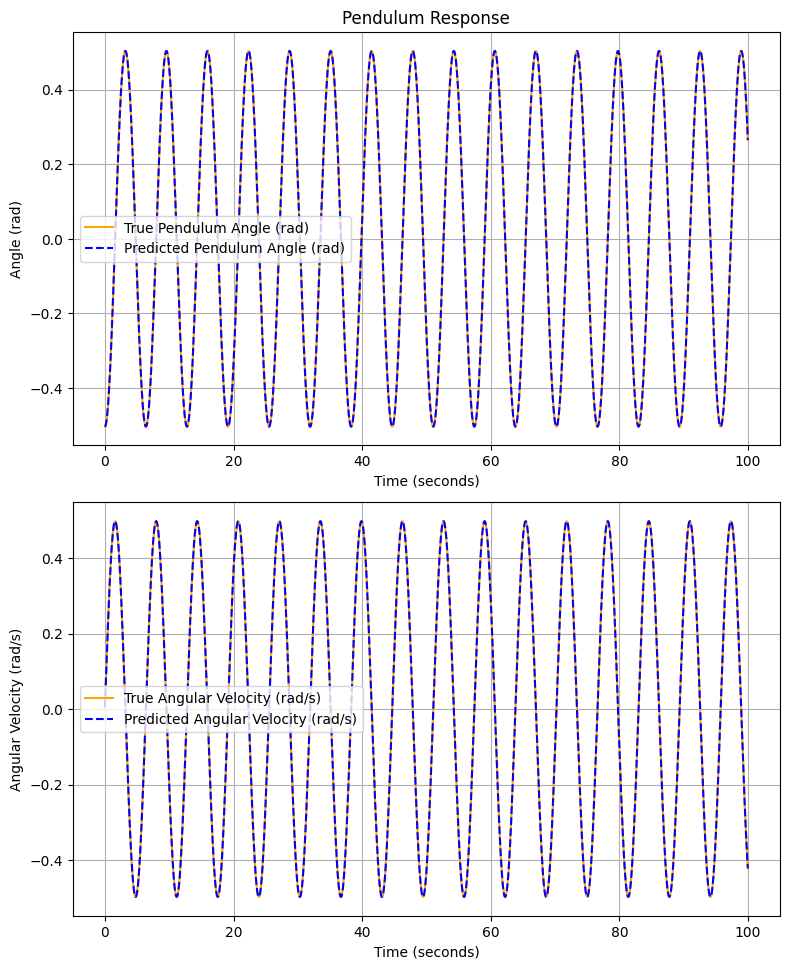 Pendulum Response
0.4
0.2
0.0
−0.2
−0.4
Angle (rad)
True Pendulum Angle (rad)
Predicted Pendulum Angle (rad)
0 20 40 60 80 100
Time (seconds)
0.4
0.2
0.0
−0.2
−0.4
Angular Velocity (rad/s)
True Angular Velocity (rad/s)
Predicted Angular Velocity (rad/s)
0 20 40 60 80 100
Time (seconds)